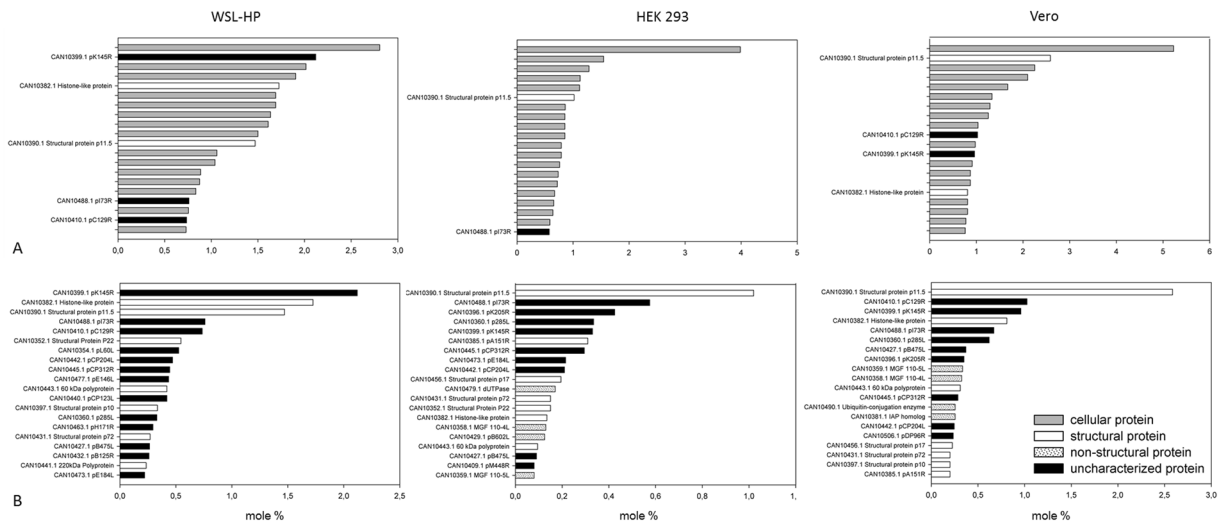 WSL-HP
HEK 293
Vero
A
CAN10399.1 pK145R
CAN10382.1 Histone-like protein
CAN10390.1 Structural protein p11.5
CAN10488.1 pI73R
CAN10410.1 pC129R
0,0 0,5 1,0 1,5 2,0 2,5 3,0
CAN10390.1 Structural protein p11.5
CAN10488.1 pI73R
0 1 2 3 4 5
CAN10390.1 Structural protein p11.5
CAN10410.1 pC129R
CAN10399.1 pK145R
CAN10382.1 Histone-like protein
0 1 2 3 4 5 6
B
CAN10399.1 pK145R
CAN10382.1 Histone-like protein
CAN10390.1 Structural protein p11.5
CAN10488.1 pI73R
CAN10410.1 pC129R
CAN10352.1 Structural Protein P22
CAN10354.1 pL60L
CAN10442.1 pCP204L
CAN10445.1 pCP312R
CAN10477.1 pE146L
CAN10443.1 60 kDa polyprotein
CAN10440.1 pCP123L
CAN10397.1 Structural protein p10
CAN10360.1 p285L
CAN10463.1 pH171R
CAN10431.1 Structural protein p72
CAN10427.1 pB475L
CAN10432.1 pB125R
CAN10441.1 220kDa Polyprotein
CAN10473.1 pE184L
0,0 0,5 1,0 1,5 2,0 2,5
mole %
CAN10390.1 Structural protein p11.5
CAN10488.1 pI73R
CAN10396.1 pK205R
CAN10360.1 p285L
CAN10399.1 pK145R
CAN10385.1 pA151R
CAN10445.1 pCP312R
CAN10473.1 pE184L
CAN10442.1 pCP204L
CAN10456.1 Structural protein p17
CAN10479.1 dUTPase
CAN10431.1 Structural protein p72
CAN10352.1 Structural Protein P22
CAN10382.1 Histone-like protein
CAN10358.1 MGF 110-4L
CAN10429.1 pB602L
CAN10443.1 60 kDa polyprotein
CAN10427.1 pB475L
CAN10409.1 pM448R
CAN10359.1 MGF 110-5L
0,0 0,2 0,4 0,6 0,8 1,0 1,
mole %
CAN10390.1 Structural protein p11.5
CAN10410.1 pC129R
CAN10399.1 pK145R
CAN10382.1 Histone-like protein
CAN10488.1 pI73R
CAN10360.1 p285L
CAN10427.1 pB475L
CAN10396.1 pK205R
CAN10359.1 MGF 110-5L
CAN10358.1 MGF 110-4L
CAN10443.1 60 kDa polyprotein
CAN10445.1 pCP312R
CAN10490.1 Ubiquitin-conjugation enzyme
CAN10381.1 IAP homolog
CAN10442.1 pCP204L
CAN10506.1 pDP96R
CAN10456.1 Structural protein p17
CAN10431.1 Structural protein p72
CAN10397.1 Structural protein p10
CAN10385.1 pA151R
0,0 0,5 1,0 1,5 2,0 2,5 3,0
mole %
cellular protein
structural protein
non-structural protein
uncharacterized protein